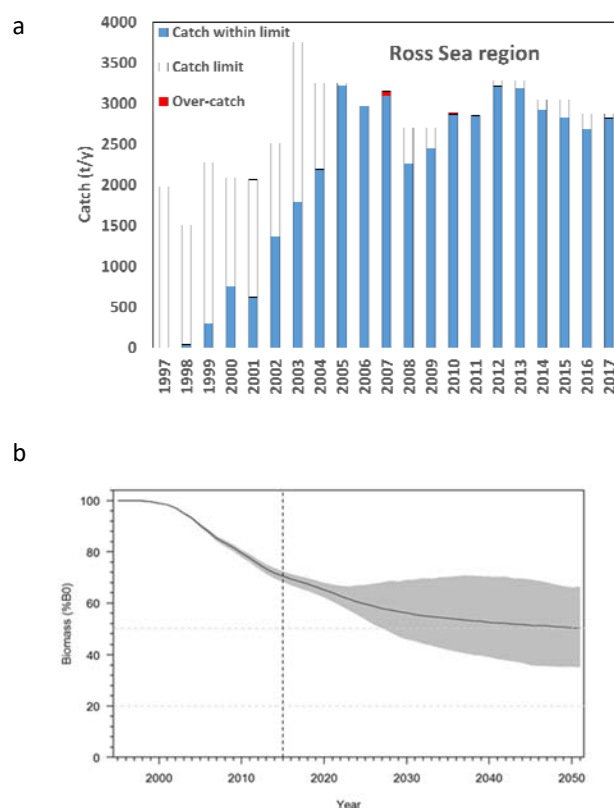 a
4000
3500
3000
2500
2000
1500
1000
500
0
Catch (t/y)
Catch within limit
Catch limit
Over-catch
Ross Sea region
1997 1998 1999 2000 2001 2002 2003 2004 2005 2006 2007 2008 2009 2010 2011 2012 2013 2014 2015 2016 2017
b
100
80
60
40
20
0
Biomass (%B0)
2000 2010 2020 2030 2040 2050
Year